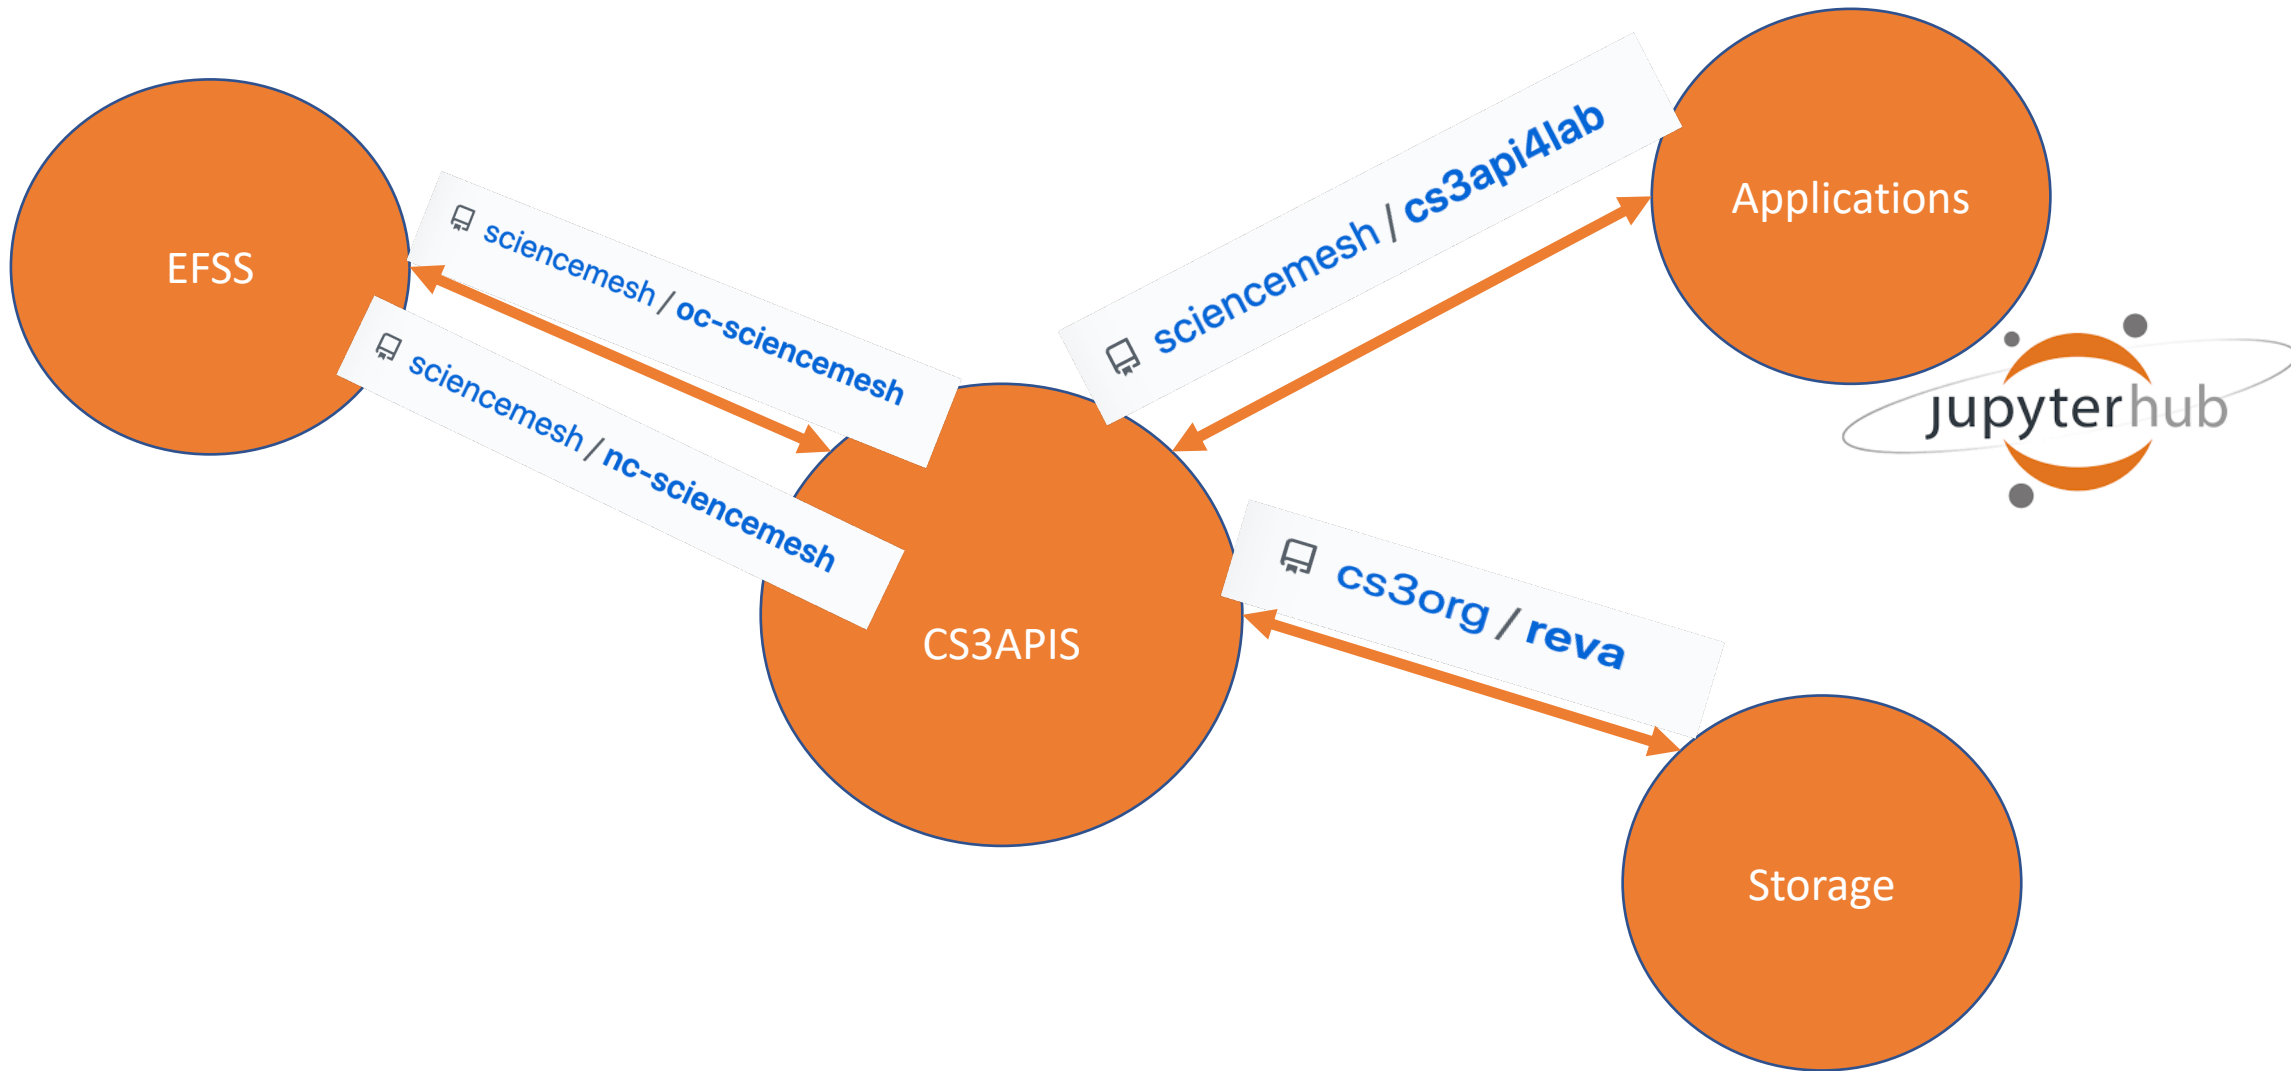 EFSS
sciencemesh / oc-sciencemesh
sciencemesh / nc-sciencemesh
CS3APIS
sciencemesh / cs3api4lab
Applications
jupyterhub
cs3org / reva
Storage